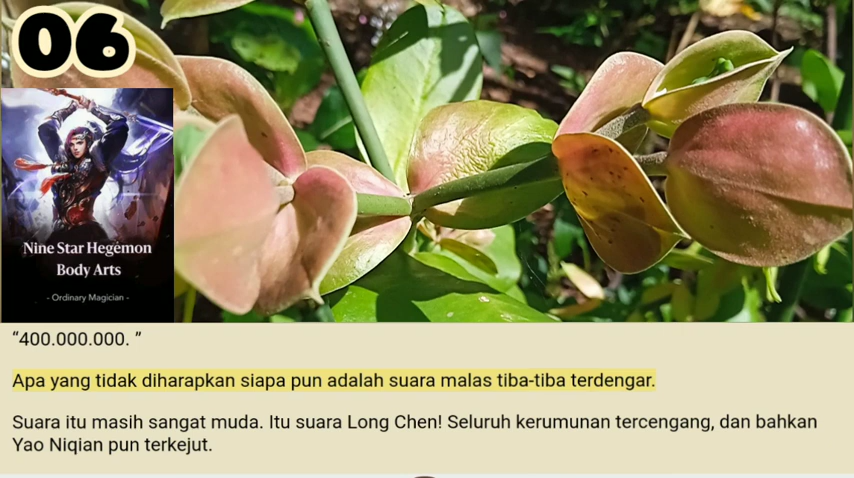 06
Nine Star Hegemon
Body Arts
- Ordinary Magician -
“400.000.000. ”
Apa yang tidak diharapkan siapa pun adalah suara malas tiba-tiba terdengar.
Suara itu masih sangat muda. Itu suara Long Chen! Seluruh kerumunan tercengang, dan bahkan
Yao Niqian pun terkejut.